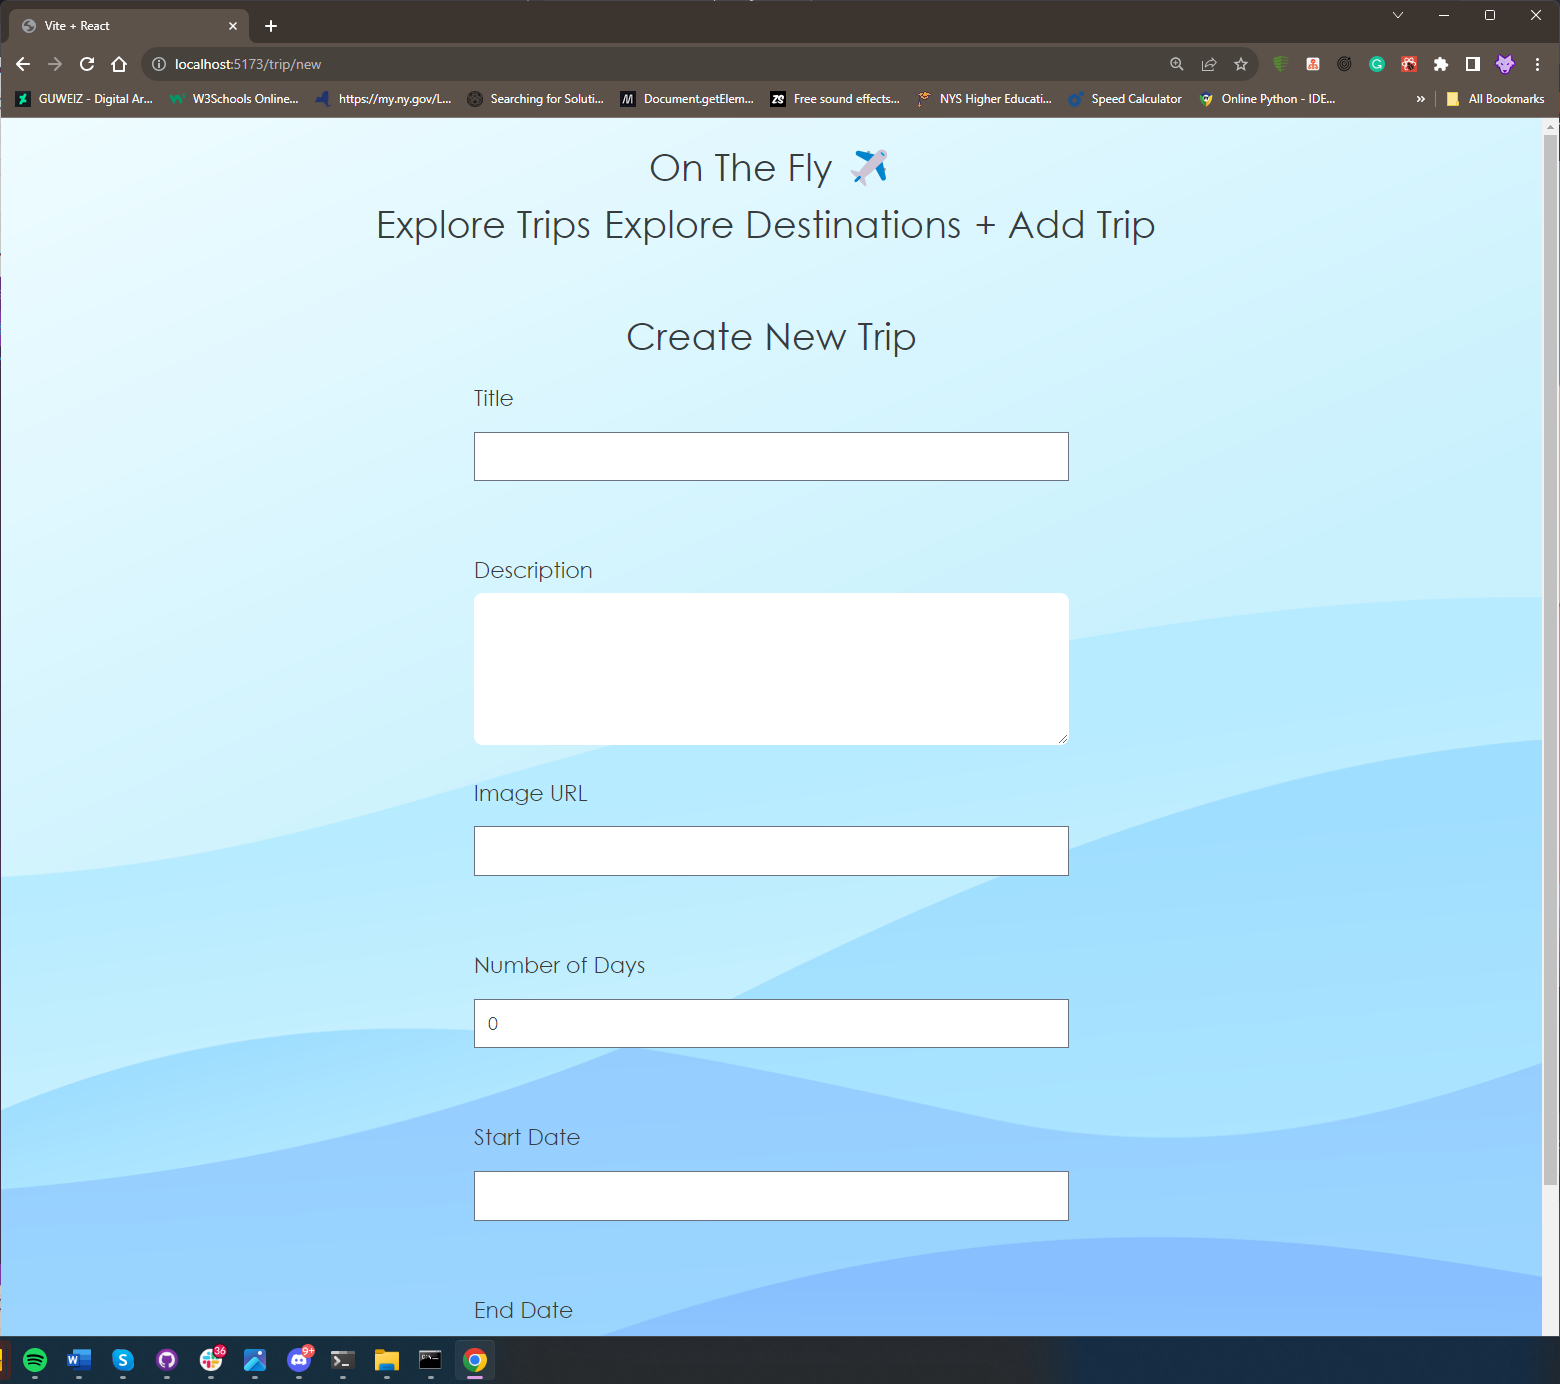 Vite + React
localhost:5173/trip/new
GUWEIZ - Digital Ar... W3Schools Online... https://my.ny.gov/L... Searching for Soluti... Document.getElem... Free sound effects... NYS Higher Educati... Speed Calculator Online Python - IDE... » All Bookmarks
On The Fly
Explore Trips Explore Destinations + Add Trip
Create New Trip
Title
Description
Image URL
Number of Days
0
Start Date
End Date
36 9+